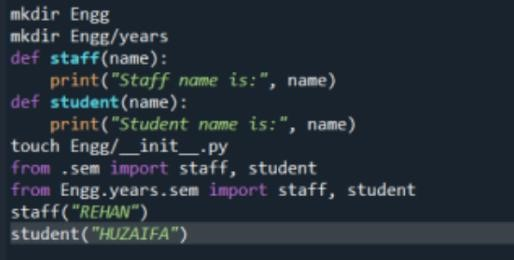 mkdir Engg
mkdir Engg/years
def staff(name):
    print("Staff name is:", name)
def student(name):
    print("Student name is:", name)
touch Engg/__init__.py
from .sem import staff, student
from Engg.years.sem import staff, student
staff("REHAN")
student("HUZAIFA")